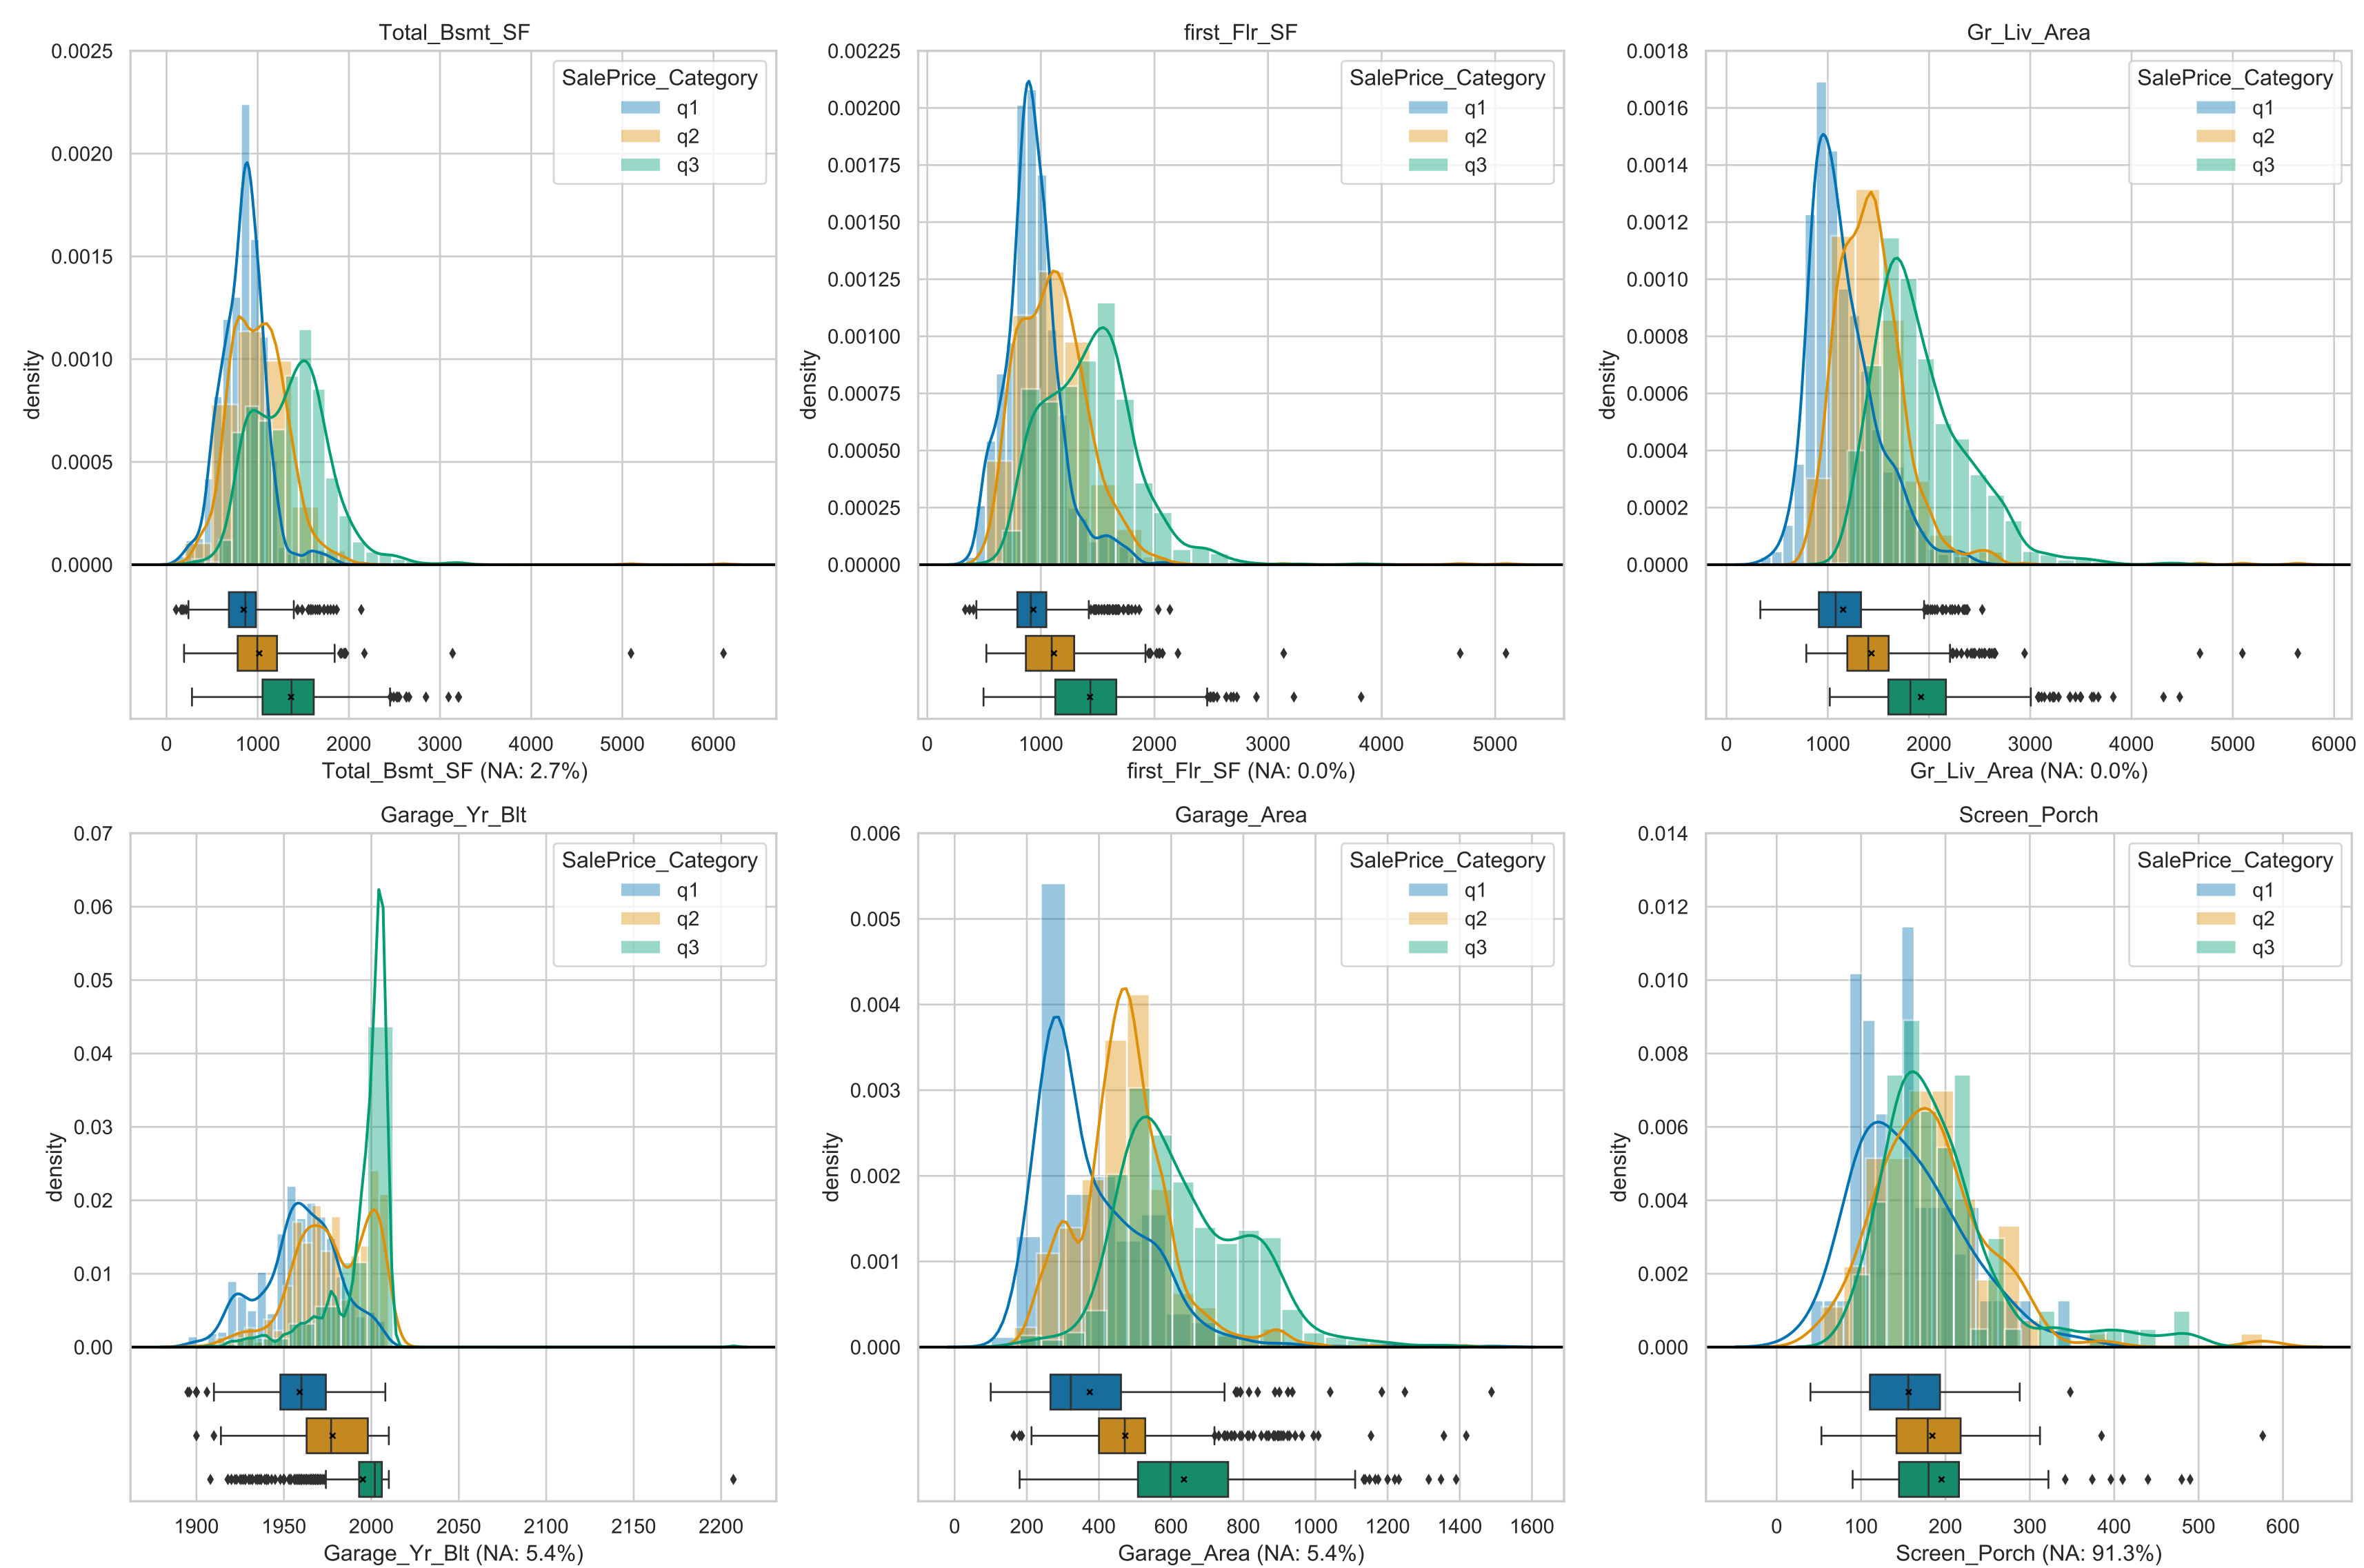 Total_Bsmt_SF
0.0025
0.0020
0.0015
0.0010
0.0005
0.0000
density
SalePrice_Category
q1
q2
q3
0 1000 2000 3000 4000 5000 6000
Total_Bsmt_SF (NA: 2.7%)
first_Flr_SF
0.00225
0.00200
0.00175
0.00150
0.00125
0.00100
0.00075
0.00050
0.00025
0.00000
density
SalePrice_Category
q1
q2
q3
0 1000 2000 3000 4000 5000
first_Flr_SF (NA: 0.0%)
Gr_Liv_Area
0.0018
0.0016
0.0014
0.0012
0.0010
0.0008
0.0006
0.0004
0.0002
0.0000
density
SalePrice_Category
q1
q2
q3
0 1000 2000 3000 4000 5000 6000
Gr_Liv_Area (NA: 0.0%)
Garage_Yr_Blt
0.07
0.06
0.05
0.04
0.03
0.02
0.01
0.00
density
SalePrice_Category
q1
q2
q3
1900 1950 2000 2050 2100 2150 2200
Garage_Yr_Blt (NA: 5.4%)
Garage_Area
0.006
0.005
0.004
0.003
0.002
0.001
0.000
density
SalePrice_Category
q1
q2
q3
0 200 400 600 800 1000 1200 1400 1600
Garage_Area (NA: 5.4%)
Screen_Porch
0.014
0.012
0.010
0.008
0.006
0.004
0.002
0.000
density
SalePrice_Category
q1
q2
q3
0 100 200 300 400 500 600
Screen_Porch (NA: 91.3%)